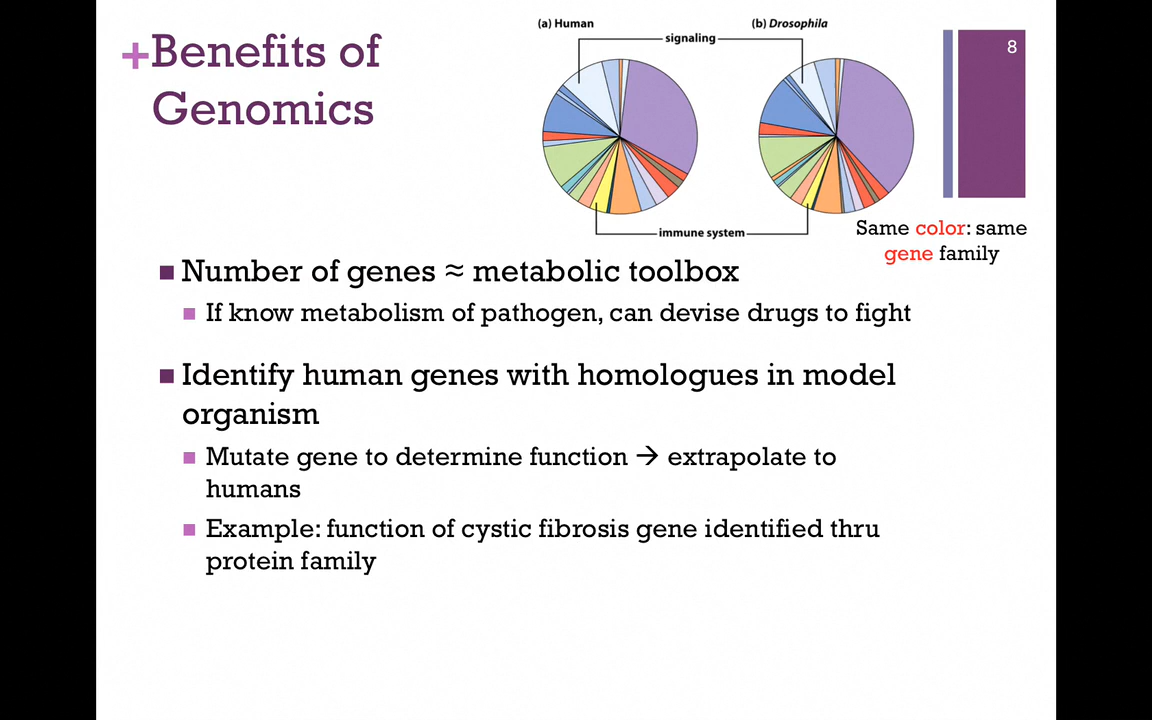 +Benefits of
Genomics
(a) Human
(b) Drosophila
signaling
immune system
8
Same color: same
gene family
Number of genes ≈ metabolic toolbox
If know metabolism of pathogen, can devise drugs to fight
Identify human genes with homologues in model
organism
Mutate gene to determine function → extrapolate to
humans
Example: function of cystic fibrosis gene identified thru
protein family